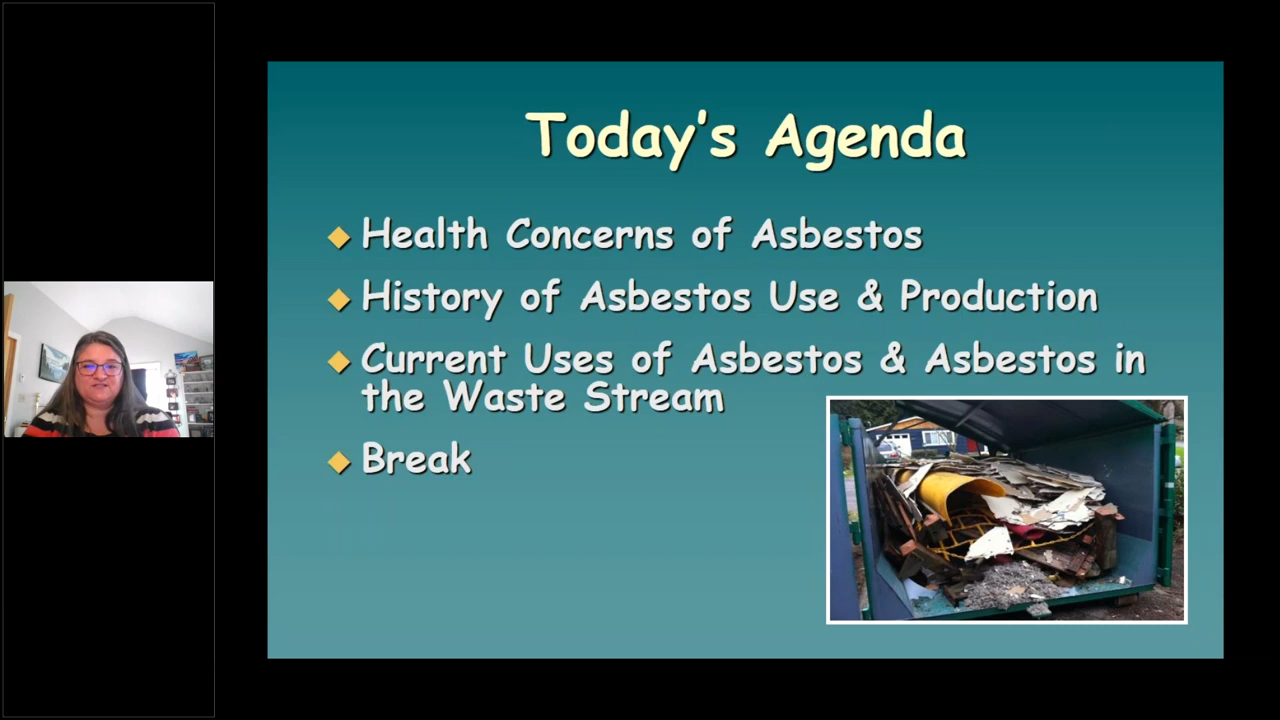 Today's Agenda
Health Concerns of Asbestos
History of Asbestos Use & Production
Current Uses of Asbestos & Asbestos in
the Waste Stream
Break